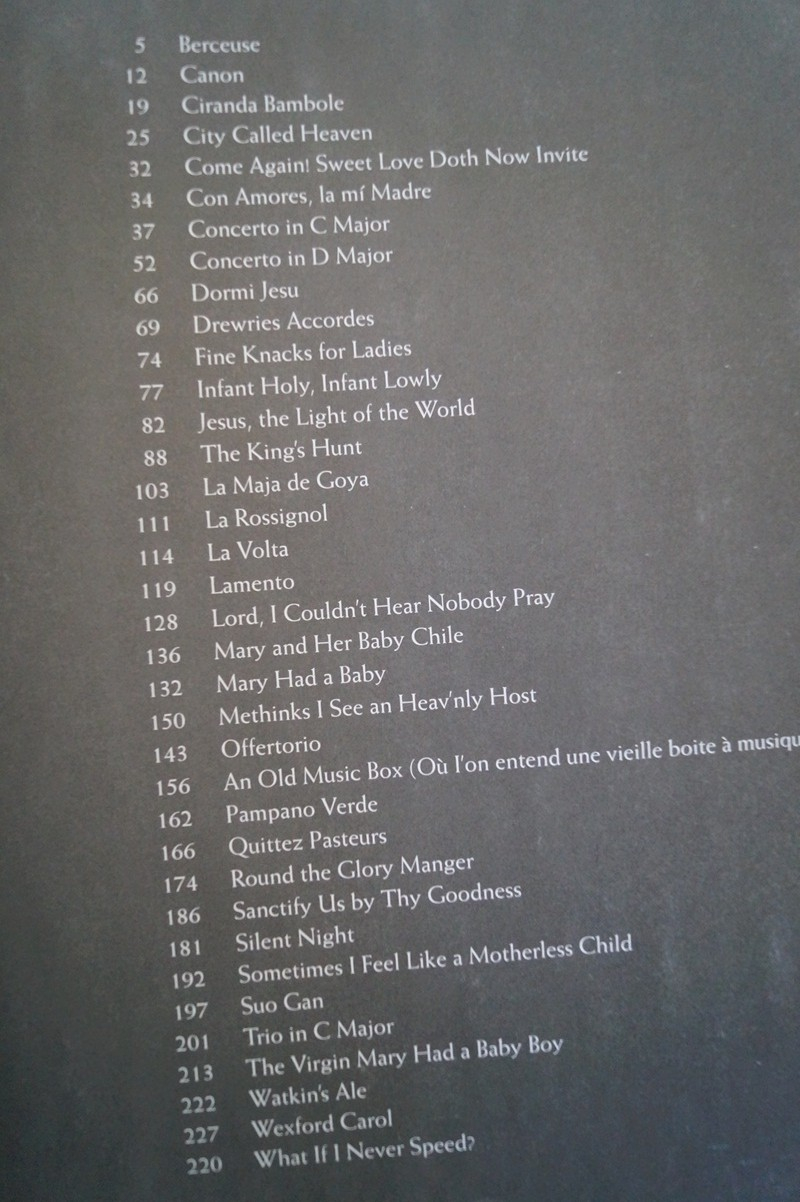 5 Berceuse
12 Canon
19 Ciranda Bambole
25 City Called Heaven
32 Come Again! Sweet Love Doth Now Invite
34 Con Amores, la mí Madre
37 Concerto in C Major
52 Concerto in D Major
66 Dormi Jesu
69 Drewries Accordes
74 Fine Knacks for Ladies
77 Infant Holy, Infant Lowly
82 Jesus, the Light of the World
88 The King's Hunt
103 La Maja de Goya
111 La Rossignol
114 La Volta
119 Lamento
128 Lord, I Couldn't Hear Nobody Pray
136 Mary and Her Baby Chile
132 Mary Had a Baby
150 Methinks I See an Heav'nly Host
143 Offertorio
156 An Old Music Box (Où l'on entend une vieille boite à musiqu
162 Pampano Verde
166 Quittez Pasteurs
174 Round the Glory Manger
186 Sanctify Us by Thy Goodness
181 Silent Night
192 Sometimes I Feel Like a Motherless Child
197 Suo Gan
201 Trio in C Major
213 The Virgin Mary Had a Baby Boy
222 Watkin's Ale
227 Wexford Carol
220 What If I Never Speed?